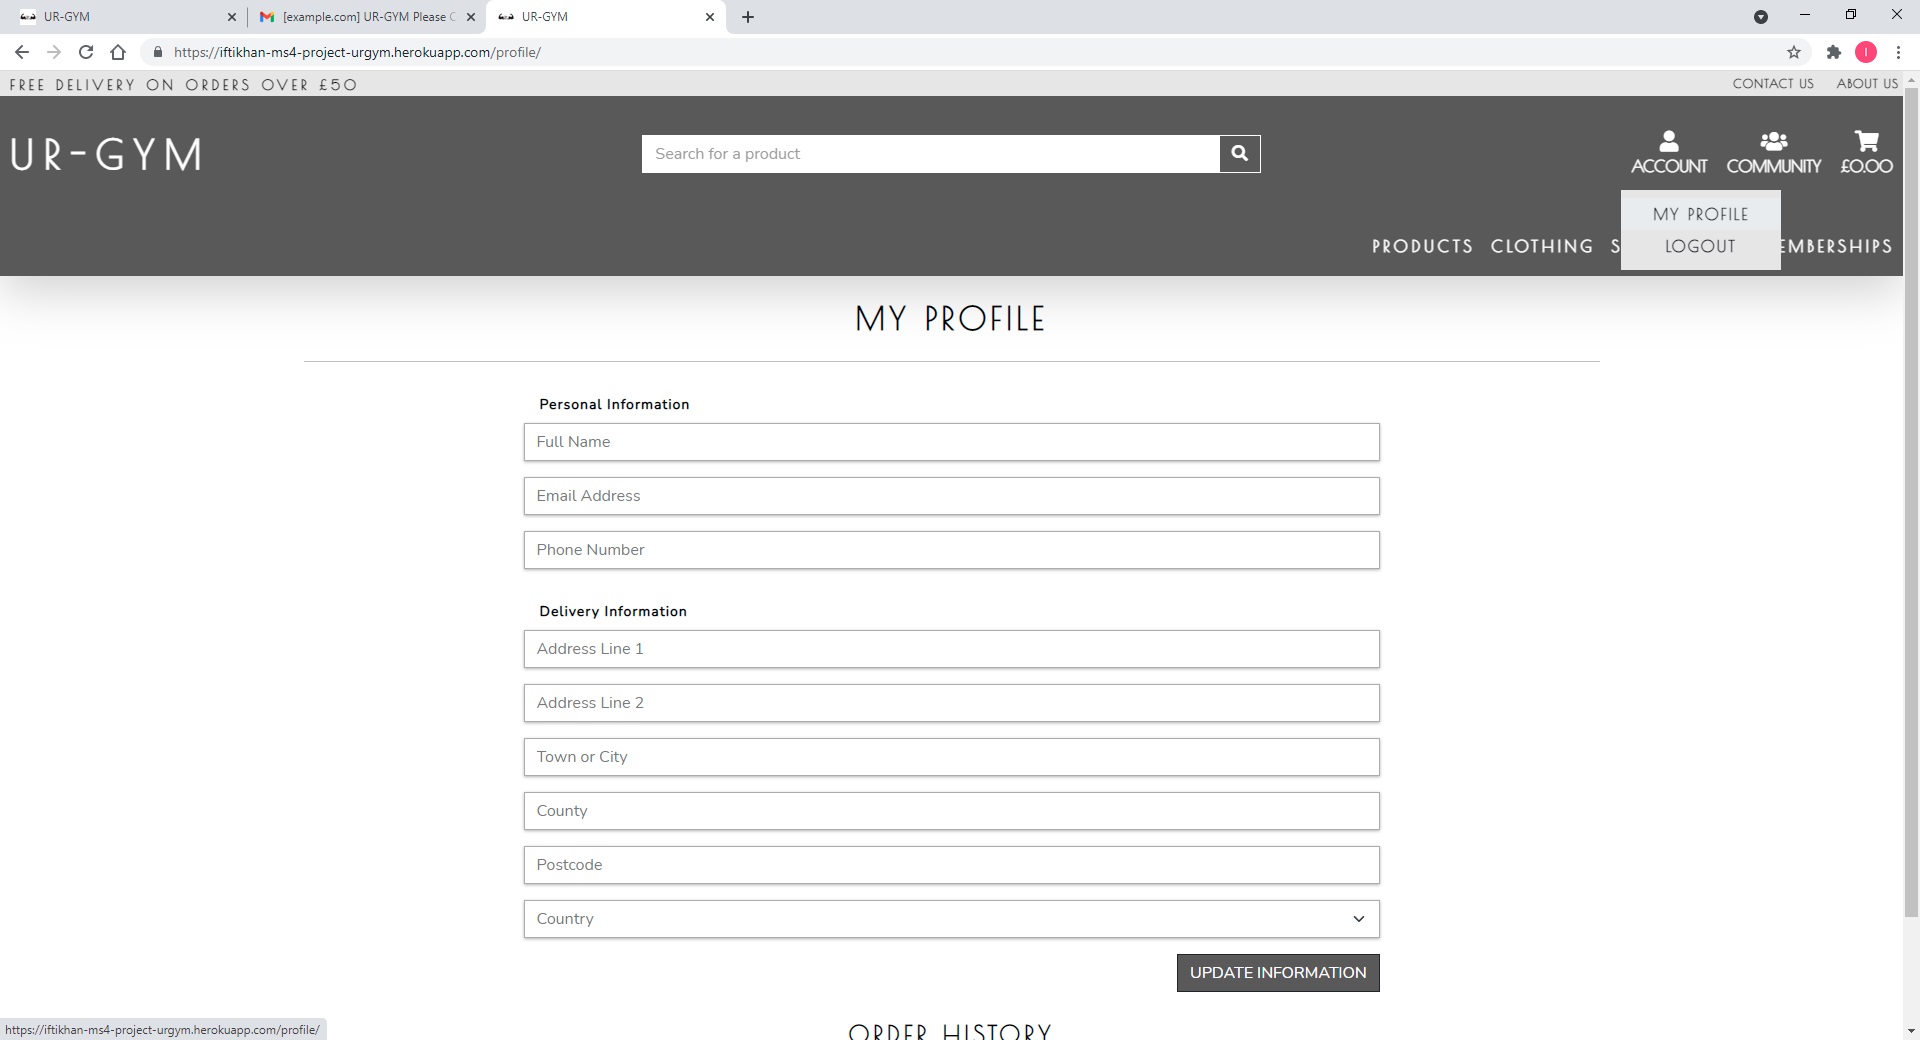 UR-GYM
[example.com] UR-GYM Please
UR-GYM
https://iftikhan-ms4-project-urgym.herokuapp.com/profile/
I
FREE DELIVERY ON ORDERS OVER £50
CONTACT US
ABOUT US
UR-GYM
Search for a product
ACCOUNT
COMMUNITY
£0.00
MY PROFILE
LOGOUT
PRODUCTS
CLOTHING
S
EMBERSHIPS
MY PROFILE
Personal Information
Full Name
Email Address
Phone Number
Delivery Information
Address Line 1
Address Line 2
Town or City
County
Postcode
Country
UPDATE INFORMATION
ORDER HISTORY
https://iftikhan-ms4-project-urgym.herokuapp.com/profile/